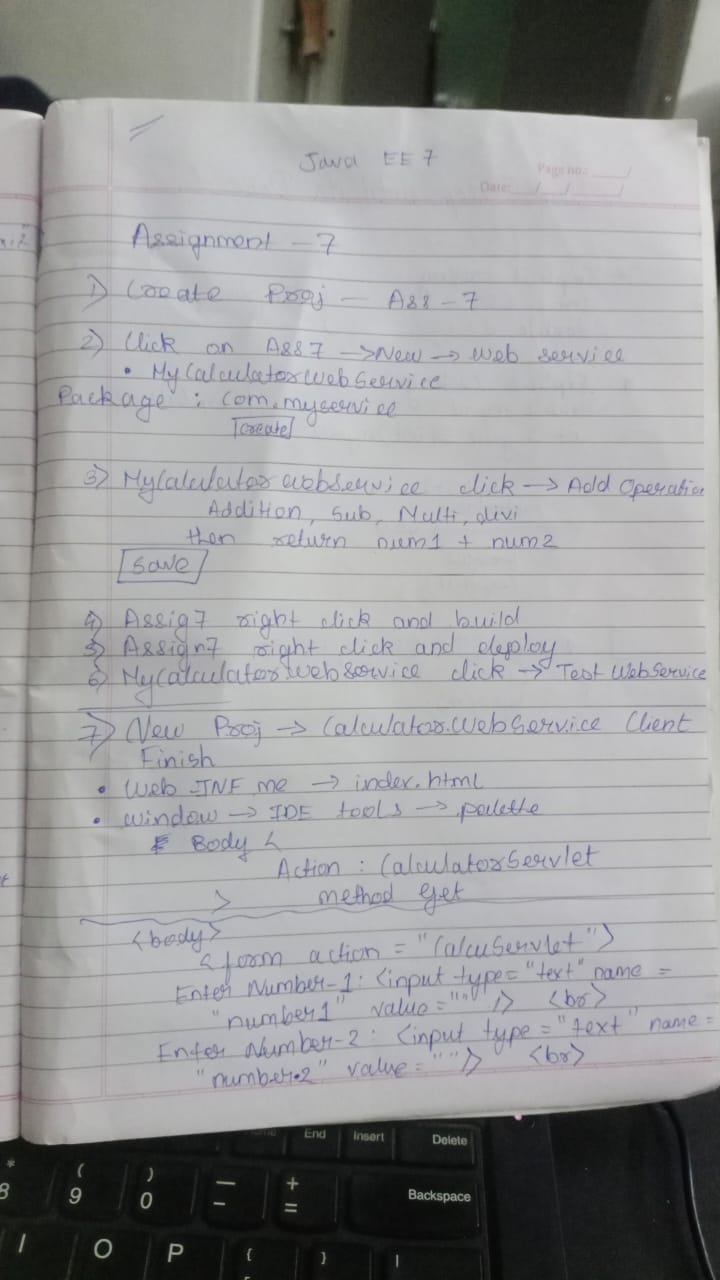 Java EE 7
Page no.: /
Date: / /
Assignment - 7
1) Create Proj - Ass - 7
2) Click on Ass7 -> New -> Web service
• MyCalculatorWebService
Package : com.myservice
Create
3) MyCalculatorwebservice click -> Add Operation
Addition, Sub, Multi, divi
then return num1 + num2
Save
4) Assig7 right click and build
5) Assign7 right click and deploy
6) MyCalculatorwebservice click -> Test WebService
7) New Proj -> CalculatorWebService Client
Finish
• Web INF me -> index.html
• window -> IDE tools -> palette
Body <
Action : CalculatorServlet
> method get
<body>
< form action = "CalcuServlet">
Enter Number-1: <input type= "text" name =
"number1" value = "" /> <br>
Enter Number-2 : <input type = "text" name =
"number2" value = ""/> <br>
End
Insert
Delete
* 8
( 9
) 0
— -
+ =
Backspace
I
O
P
{
}